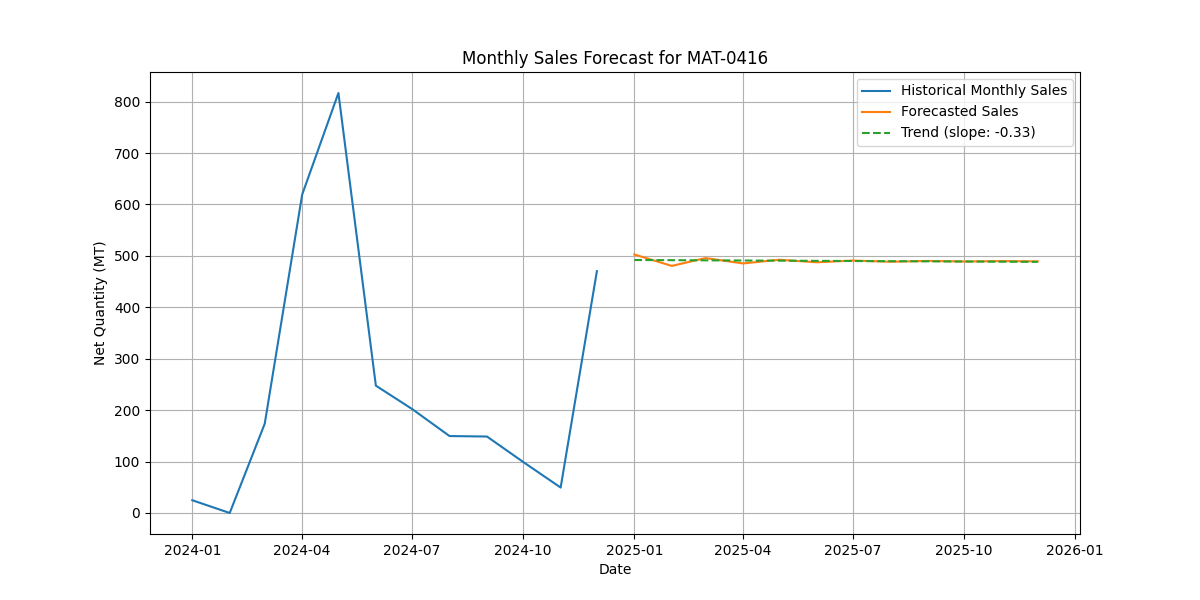 Monthly Sales Forecast for MAT-0416
Historical Monthly Sales
Forecasted Sales
Trend (slope: -0.33)
Net Quantity (MT)
800
700
600
500
400
300
200
100
0
2024-01 2024-04 2024-07 2024-10 2025-01 2025-04 2025-07 2025-10 2026-01
Date